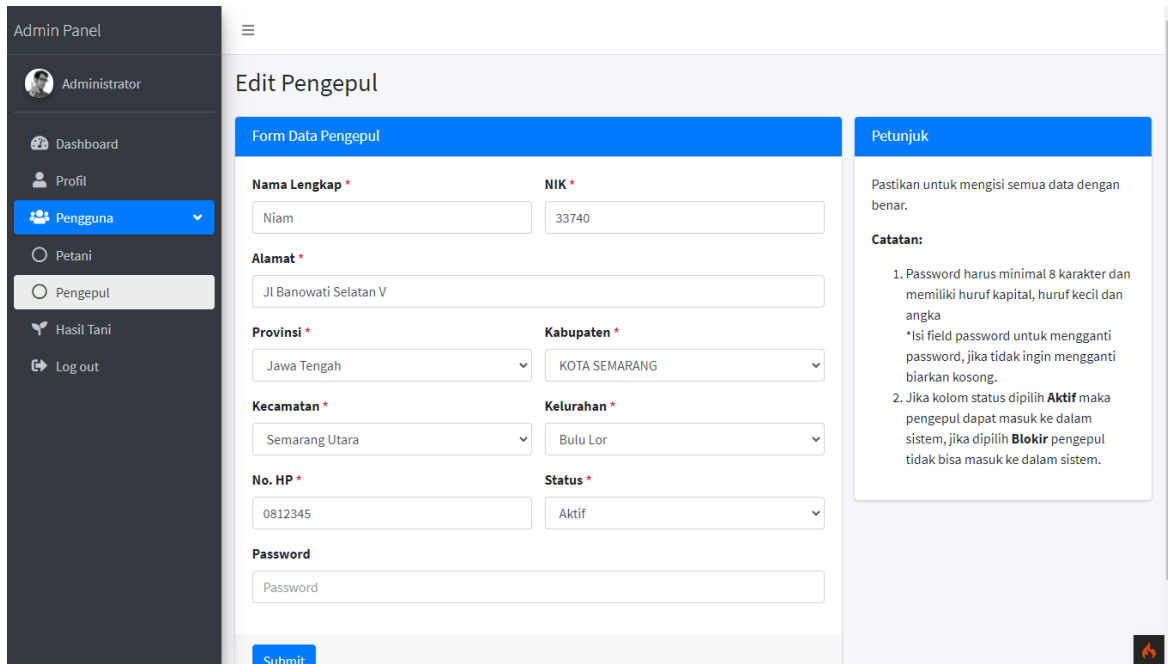 Admin Panel
Administrator
Dashboard
Profil
Pengguna
Petani
Pengepul
Hasil Tani
Log out
Edit Pengepul
Form Data Pengepul
Nama Lengkap *
NIK *
Niam
33740
Alamat *
Jl Banowati Selatan V
Provinsi *
Kabupaten *
Jawa Tengah
KOTA SEMARANG
Kecamatan *
Kelurahan *
Semarang Utara
Bulu Lor
No. HP *
Status *
0812345
Aktif
Password
Password
Submit
Petunjuk
Pastikan untuk mengisi semua data dengan
benar.
Catatan:
1. Password harus minimal 8 karakter dan
memiliki huruf kapital, huruf kecil dan
angka
*Isi field password untuk mengganti
password, jika tidak ingin mengganti
biarkan kosong.
2. Jika kolom status dipilih Aktif maka
pengepul dapat masuk ke dalam
sistem, jika dipilih Blokir pengepul
tidak bisa masuk ke dalam sistem.